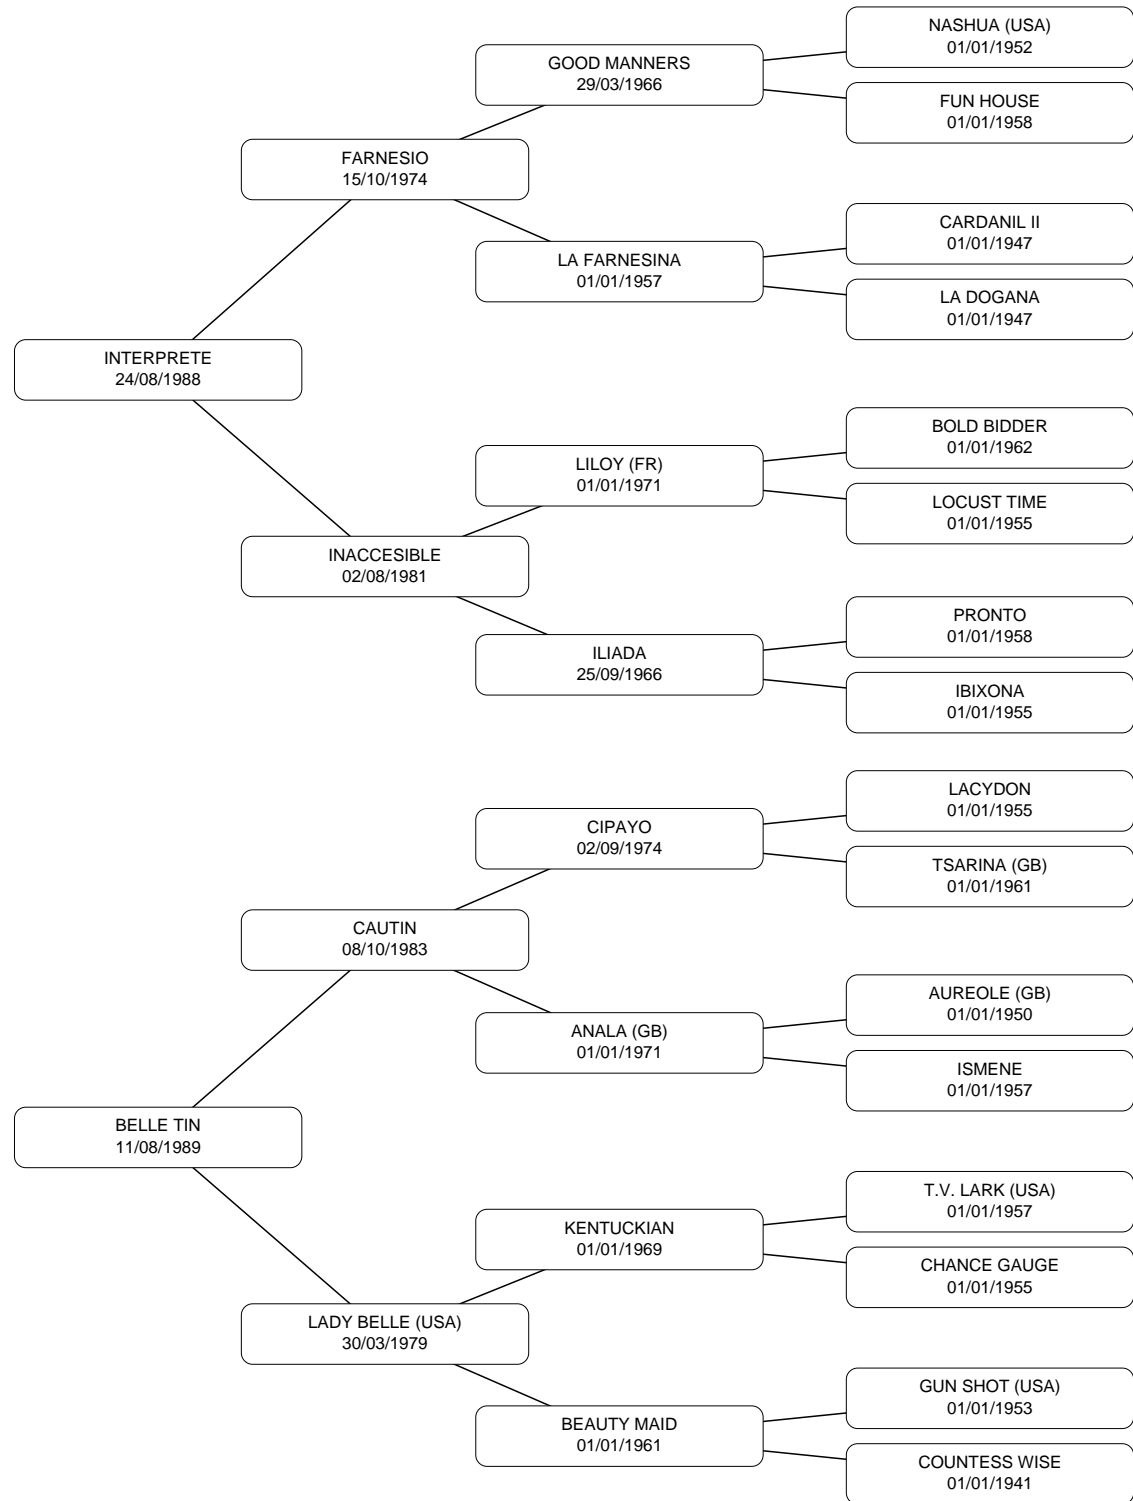 NASHUA (USA)
01/01/1952
GOOD MANNERS
29/03/1966
FUN HOUSE
01/01/1958
FARNESIO
15/10/1974
CARDANIL II
01/01/1947
LA FARNESINA
01/01/1957
LA DOGANA
01/01/1947
INTERPRETE
24/08/1988
BOLD BIDDER
01/01/1962
LILOY (FR)
01/01/1971
LOCUST TIME
01/01/1955
INACCESIBLE
02/08/1981
PRONTO
01/01/1958
ILIADA
25/09/1966
IBIXONA
01/01/1955
LACYDON
01/01/1955
CIPAYO
02/09/1974
TSARINA (GB)
01/01/1961
CAUTIN
08/10/1983
AUREOLE (GB)
01/01/1950
ANALA (GB)
01/01/1971
ISMENE
01/01/1957
BELLE TIN
11/08/1989
T.V. LARK (USA)
01/01/1957
KENTUCKIAN
01/01/1969
CHANCE GAUGE
01/01/1955
LADY BELLE (USA)
30/03/1979
GUN SHOT (USA)
01/01/1953
BEAUTY MAID
01/01/1961
COUNTESS WISE
01/01/1941